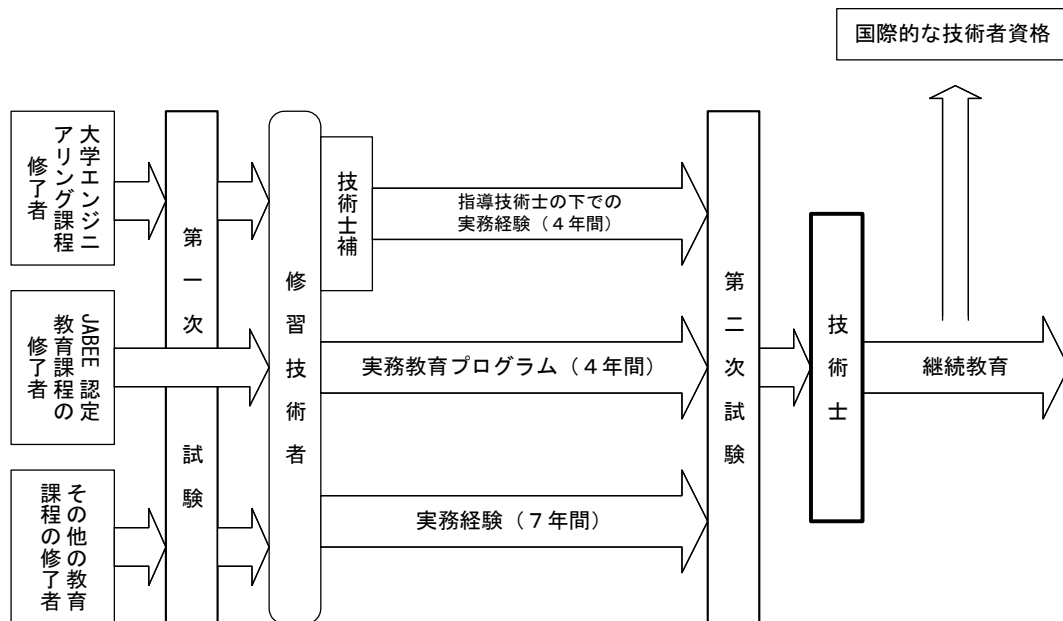 国際的な技術者資格
大学エンジニ
アリング課程
修了者
JABEE 認定
教育課程の
修了者
その他の教育
課程の修了者
第一次試験
修習技術者
技術士補
指導技術士の下での
実務経験（４年間）
実務教育プログラム（４年間）
実務経験（７年間）
第二次試験
技術士
継続教育